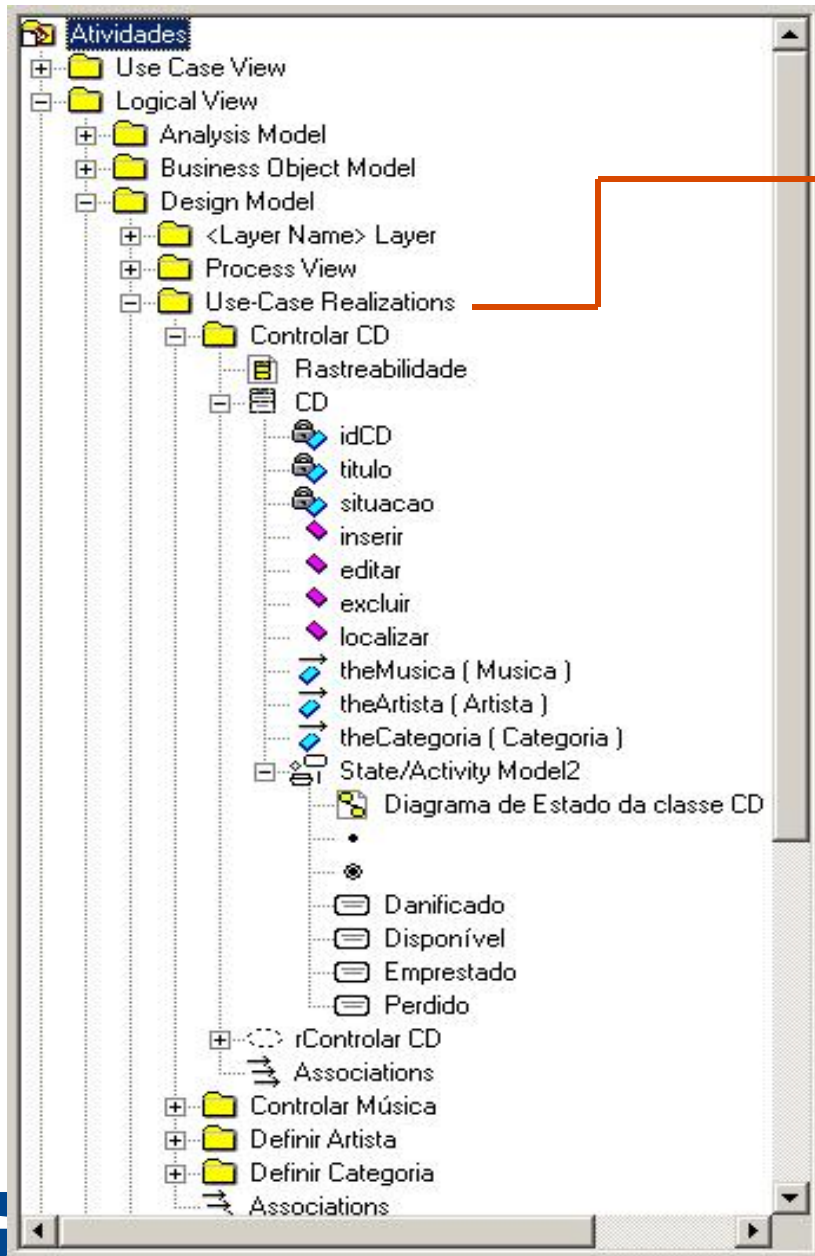 Atividades
Use Case View
Logical View
Analysis Model
Business Object Model
Design Model
<Layer Name> Layer
Process View
Use-Case Realizations
Controlar CD
Rastreabilidade
CD
idCD
titulo
situacao
inserir
editar
excluir
localizar
theMusica ( Musica )
theArtista ( Artista )
theCategoria ( Categoria )
State/Activity Model2
Diagrama de Estado da classe CD
Danificado
Disponível
Emprestado
Perdido
rControlar CD
Associations
Controlar Música
Definir Artista
Definir Categoria
Associations